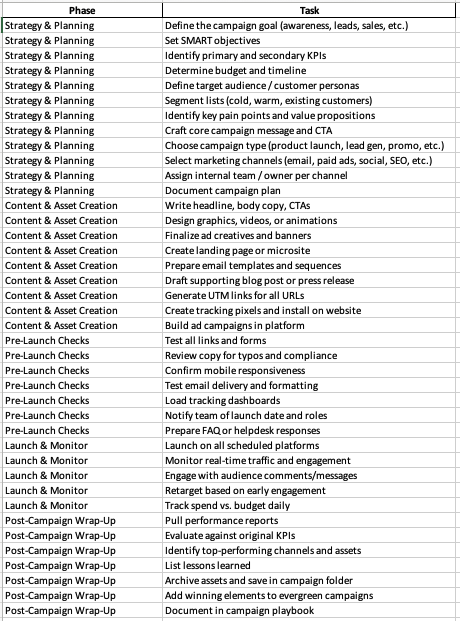 Phase Task
Strategy & Planning Define the campaign goal (awareness, leads, sales, etc.)
Strategy & Planning Set SMART objectives
Strategy & Planning Identify primary and secondary KPIs
Strategy & Planning Determine budget and timeline
Strategy & Planning Define target audience / customer personas
Strategy & Planning Segment lists (cold, warm, existing customers)
Strategy & Planning Identify key pain points and value propositions
Strategy & Planning Craft core campaign message and CTA
Strategy & Planning Choose campaign type (product launch, lead gen, promo, etc.)
Strategy & Planning Select marketing channels (email, paid ads, social, SEO, etc.)
Strategy & Planning Assign internal team / owner per channel
Strategy & Planning Document campaign plan
Content & Asset Creation Write headline, body copy, CTAs
Content & Asset Creation Design graphics, videos, or animations
Content & Asset Creation Finalize ad creatives and banners
Content & Asset Creation Create landing page or microsite
Content & Asset Creation Prepare email templates and sequences
Content & Asset Creation Draft supporting blog post or press release
Content & Asset Creation Generate UTM links for all URLs
Content & Asset Creation Create tracking pixels and install on website
Content & Asset Creation Build ad campaigns in platform
Pre-Launch Checks Test all links and forms
Pre-Launch Checks Review copy for typos and compliance
Pre-Launch Checks Confirm mobile responsiveness
Pre-Launch Checks Test email delivery and formatting
Pre-Launch Checks Load tracking dashboards
Pre-Launch Checks Notify team of launch date and roles
Pre-Launch Checks Prepare FAQ or helpdesk responses
Launch & Monitor Launch on all scheduled platforms
Launch & Monitor Monitor real-time traffic and engagement
Launch & Monitor Engage with audience comments/messages
Launch & Monitor Retarget based on early engagement
Launch & Monitor Track spend vs. budget daily
Post-Campaign Wrap-Up Pull performance reports
Post-Campaign Wrap-Up Evaluate against original KPIs
Post-Campaign Wrap-Up Identify top-performing channels and assets
Post-Campaign Wrap-Up List lessons learned
Post-Campaign Wrap-Up Archive assets and save in campaign folder
Post-Campaign Wrap-Up Add winning elements to evergreen campaigns
Post-Campaign Wrap-Up Document in campaign playbook